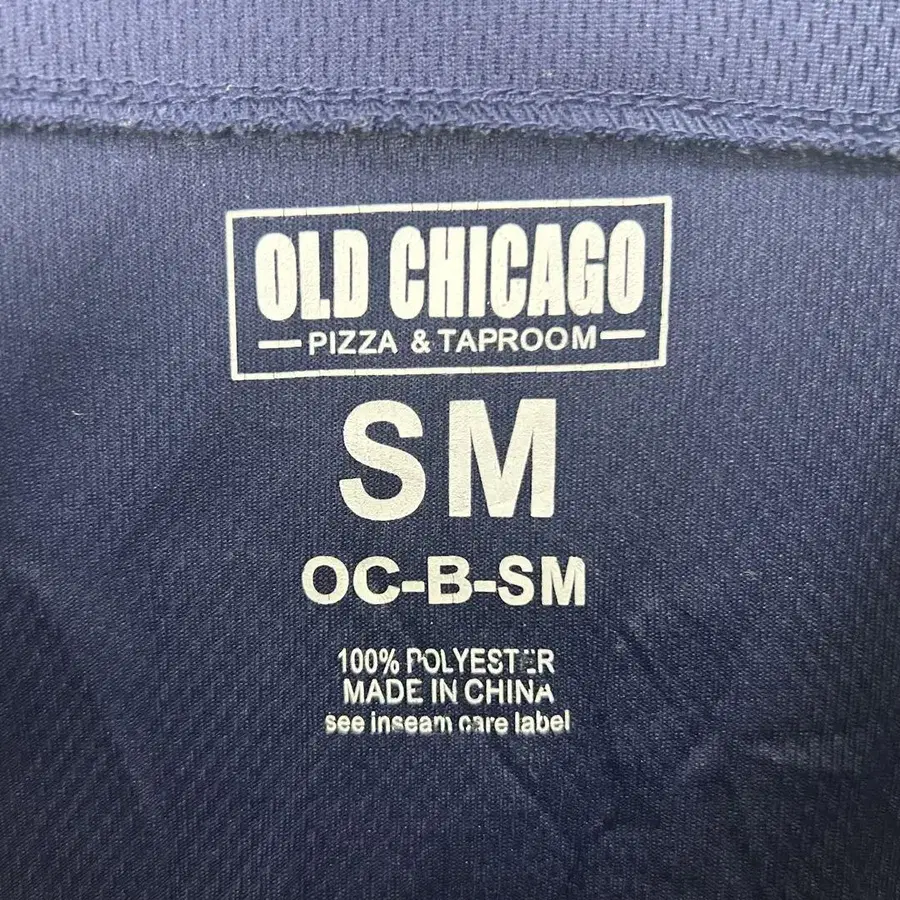 OLD CHICAGO
PIZZA & TAPROOM
SM
OC-B-SM
100% POLYESTER
MADE IN CHINA
see inseam care label